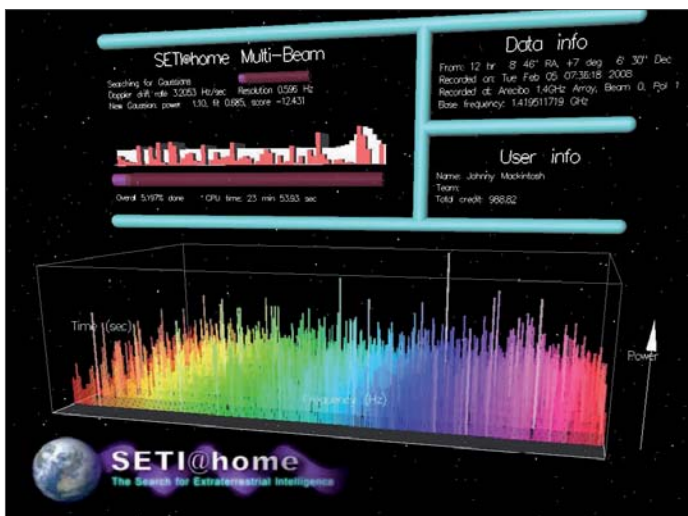 SETI@home Multi-Beam
Searching for Gaussians
Doppler drift rate 3.2053 Hz/sec Resolution 0.596 Hz
New Gaussian: power 1.10, fit 0.685, score -12.431
Overall 5.197% done CPU time: 23 min 53.93 sec
Data info
From: 12 hr 8' 46" RA, +7 deg 6' 30" Dec
Recorded on: Tue Feb 05 07:36:18 2008
Recorded at: Arecibo 1.4GHz Array, Beam 0, Pol 1
Base frequency: 1.419511719 GHz
User info
Name: Johnny Mackintosh
Team:
Total credit: 988.82
Time (sec)
Power
Frequency (Hz)
SETI@home
The Search for Extraterrestrial Intelligence